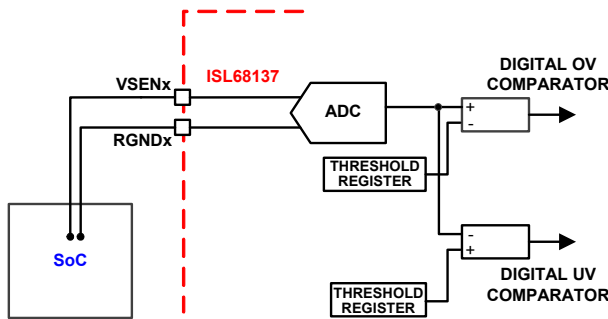 DIGITAL OV
COMPARATOR
VSENx
ISL68137
ADC
+
-
RGNDx
THRESHOLD
REGISTER
SoC
-
+
DIGITAL UV
COMPARATOR
THRESHOLD
REGISTER